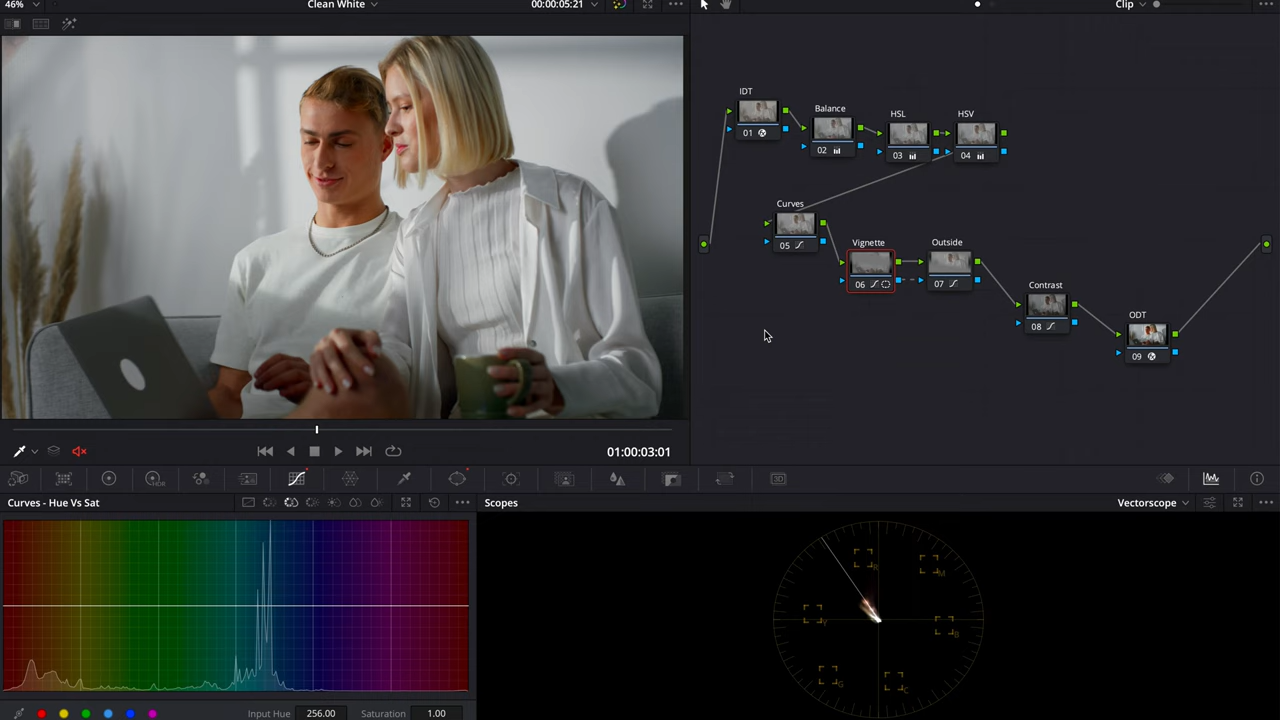 46%
Clean White
00:00:05:21
Clip
IDT
01
Balance
02
HSL
03
HSV
04
Curves
05
Vignette
06
Outside
07
Contrast
08
ODT
09
01:00:03:01
HDR
3D
Curves - Hue Vs Sat
Scopes
Vectorscope
R
M
Y
B
G
C
Input Hue 256.00 Saturation 1.00